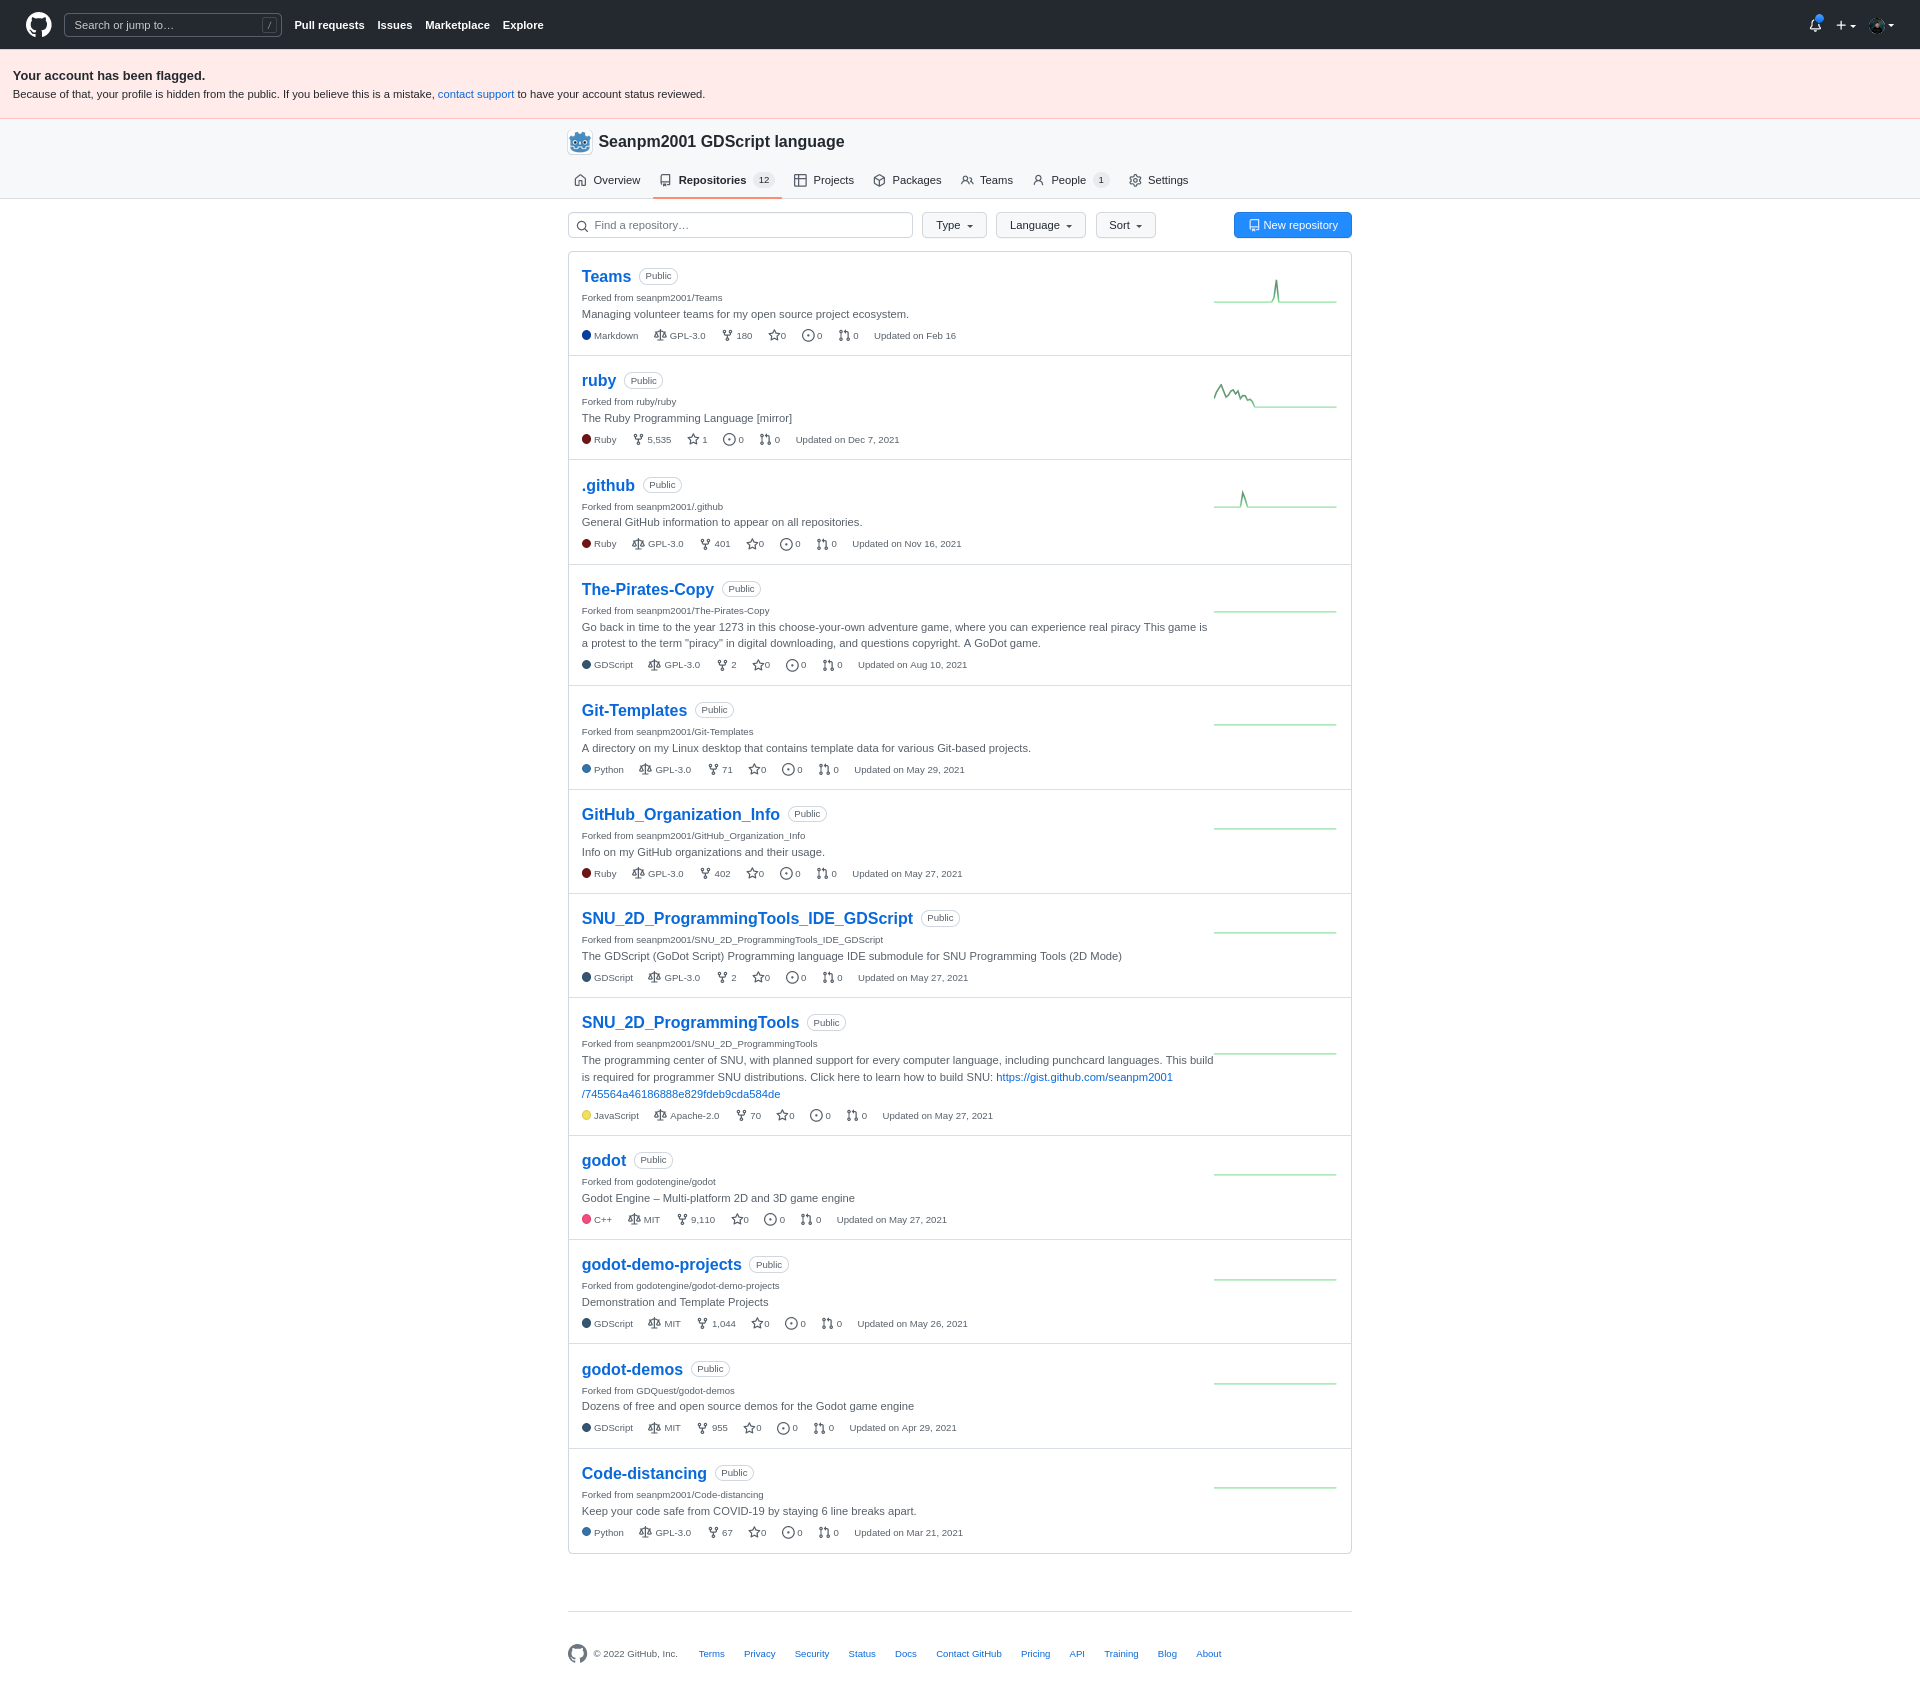 Search or jump to… /
Pull requests Issues Marketplace Explore
Your account has been flagged.
Because of that, your profile is hidden from the public. If you believe this is a mistake, contact support to have your account status reviewed.
Seanpm2001 GDScript language
Overview Repositories 12 Projects Packages Teams People 1 Settings
Find a repository… Type Language Sort New repository
Teams Public
Forked from seanpm2001/Teams
Managing volunteer teams for my open source project ecosystem.
Markdown GPL-3.0 180 0 0 0 Updated on Feb 16
ruby Public
Forked from ruby/ruby
The Ruby Programming Language [mirror]
Ruby 5,535 1 0 0 Updated on Dec 7, 2021
.github Public
Forked from seanpm2001/.github
General GitHub information to appear on all repositories.
Ruby GPL-3.0 401 0 0 0 Updated on Nov 16, 2021
The-Pirates-Copy Public
Forked from seanpm2001/The-Pirates-Copy
Go back in time to the year 1273 in this choose-your-own adventure game, where you can experience real piracy This game is
a protest to the term "piracy" in digital downloading, and questions copyright. A GoDot game.
GDScript GPL-3.0 2 0 0 0 Updated on Aug 10, 2021
Git-Templates Public
Forked from seanpm2001/Git-Templates
A directory on my Linux desktop that contains template data for various Git-based projects.
Python GPL-3.0 71 0 0 0 Updated on May 29, 2021
GitHub_Organization_Info Public
Forked from seanpm2001/GitHub_Organization_Info
Info on my GitHub organizations and their usage.
Ruby GPL-3.0 402 0 0 0 Updated on May 27, 2021
SNU_2D_ProgrammingTools_IDE_GDScript Public
Forked from seanpm2001/SNU_2D_ProgrammingTools_IDE_GDScript
The GDScript (GoDot Script) Programming language IDE submodule for SNU Programming Tools (2D Mode)
GDScript GPL-3.0 2 0 0 0 Updated on May 27, 2021
SNU_2D_ProgrammingTools Public
Forked from seanpm2001/SNU_2D_ProgrammingTools
The programming center of SNU, with planned support for every computer language, including punchcard languages. This build
is required for programmer SNU distributions. Click here to learn how to build SNU: https://gist.github.com/seanpm2001
/745564a46186888e829fdeb9cda584de
JavaScript Apache-2.0 70 0 0 0 Updated on May 27, 2021
godot Public
Forked from godotengine/godot
Godot Engine – Multi-platform 2D and 3D game engine
C++ MIT 9,110 0 0 0 Updated on May 27, 2021
godot-demo-projects Public
Forked from godotengine/godot-demo-projects
Demonstration and Template Projects
GDScript MIT 1,044 0 0 0 Updated on May 26, 2021
godot-demos Public
Forked from GDQuest/godot-demos
Dozens of free and open source demos for the Godot game engine
GDScript MIT 955 0 0 0 Updated on Apr 29, 2021
Code-distancing Public
Forked from seanpm2001/Code-distancing
Keep your code safe from COVID-19 by staying 6 line breaks apart.
Python GPL-3.0 67 0 0 0 Updated on Mar 21, 2021
© 2022 GitHub, Inc. Terms Privacy Security Status Docs Contact GitHub Pricing API Training Blog About